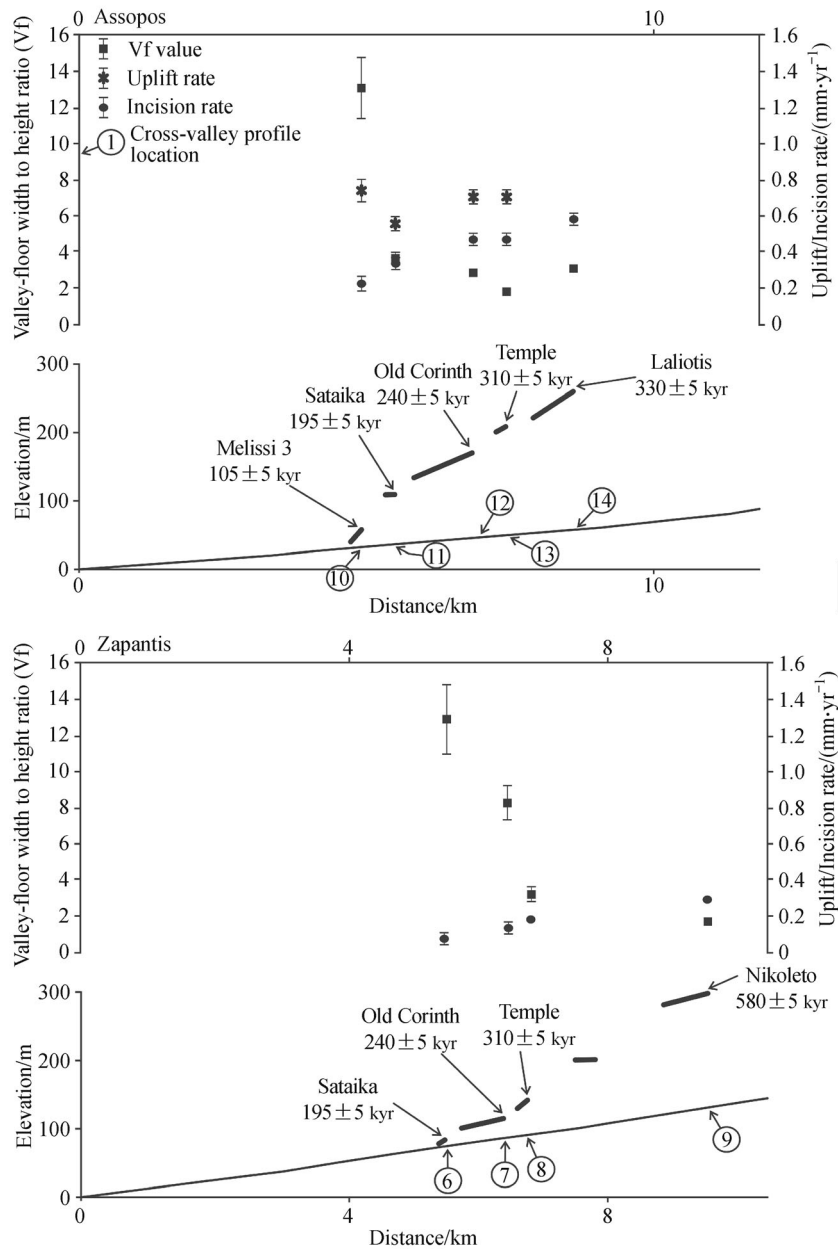 0 Assopos 10
Vf value
Uplift rate
Incision rate
1 Cross-valley profile
location
Valley-floor width to height ratio (Vf)
16
14
12
10
8
6
4
2
0
Uplift/Incision rate/(mm·yr⁻¹)
1.6
1.4
1.2
1.0
0.8
0.6
0.4
0.2
0
Elevation/m
300
200
100
0
Melissi 3
105±5 kyr
Sataika
195±5 kyr
Old Corinth
240±5 kyr
Temple
310±5 kyr
Laliotis
330±5 kyr
10
11
12
13
14
0 10
Distance/km
0 Zapantis 4 8
Valley-floor width to height ratio (Vf)
16
14
12
10
8
6
4
2
0
Uplift/Incision rate/(mm·yr⁻¹)
1.6
1.4
1.2
1.0
0.8
0.6
0.4
0.2
0
Elevation/m
300
200
100
0
Sataika
195±5 kyr
Old Corinth
240±5 kyr
Temple
310±5 kyr
Nikoleto
580±5 kyr
6
7
8
9
0 4 8
Distance/km